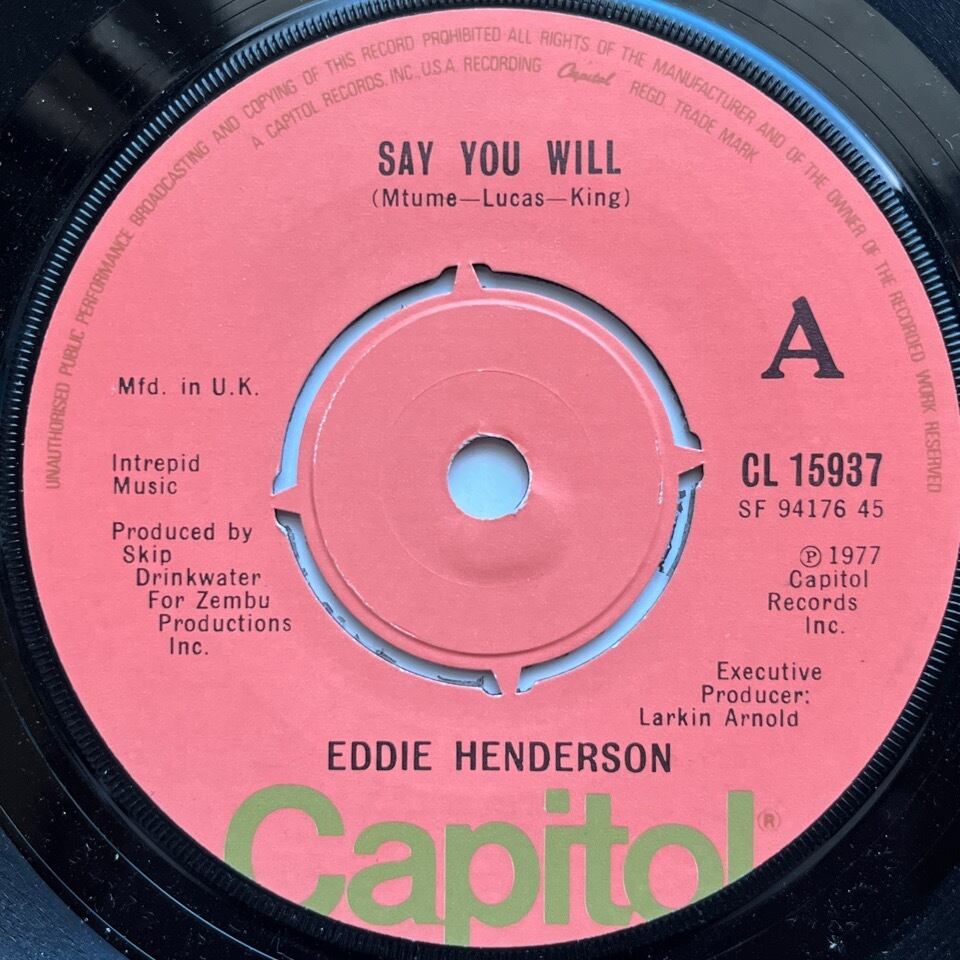 UNAUTHORISED PUBLIC PERFORMANCE BROADCASTING AND COPYING OF THIS RECORD PROHIBITED ALL RIGHTS OF THE MANUFACTURER AND OF THE OWNER OF THE RECORDED WORK RESERVED
A CAPITOL RECORDS, INC., U.S.A. RECORDING Capitol REGD. TRADE MARK
SAY YOU WILL
(Mtume—Lucas—King)
A
Mfd. in U.K.
Intrepid
Music
Produced by
Skip
Drinkwater
For Zembu
Productions
Inc.
CL 15937
SF 94176 45
℗ 1977
Capitol
Records
Inc.
Executive
Producer:
Larkin Arnold
EDDIE HENDERSON
Capitol®